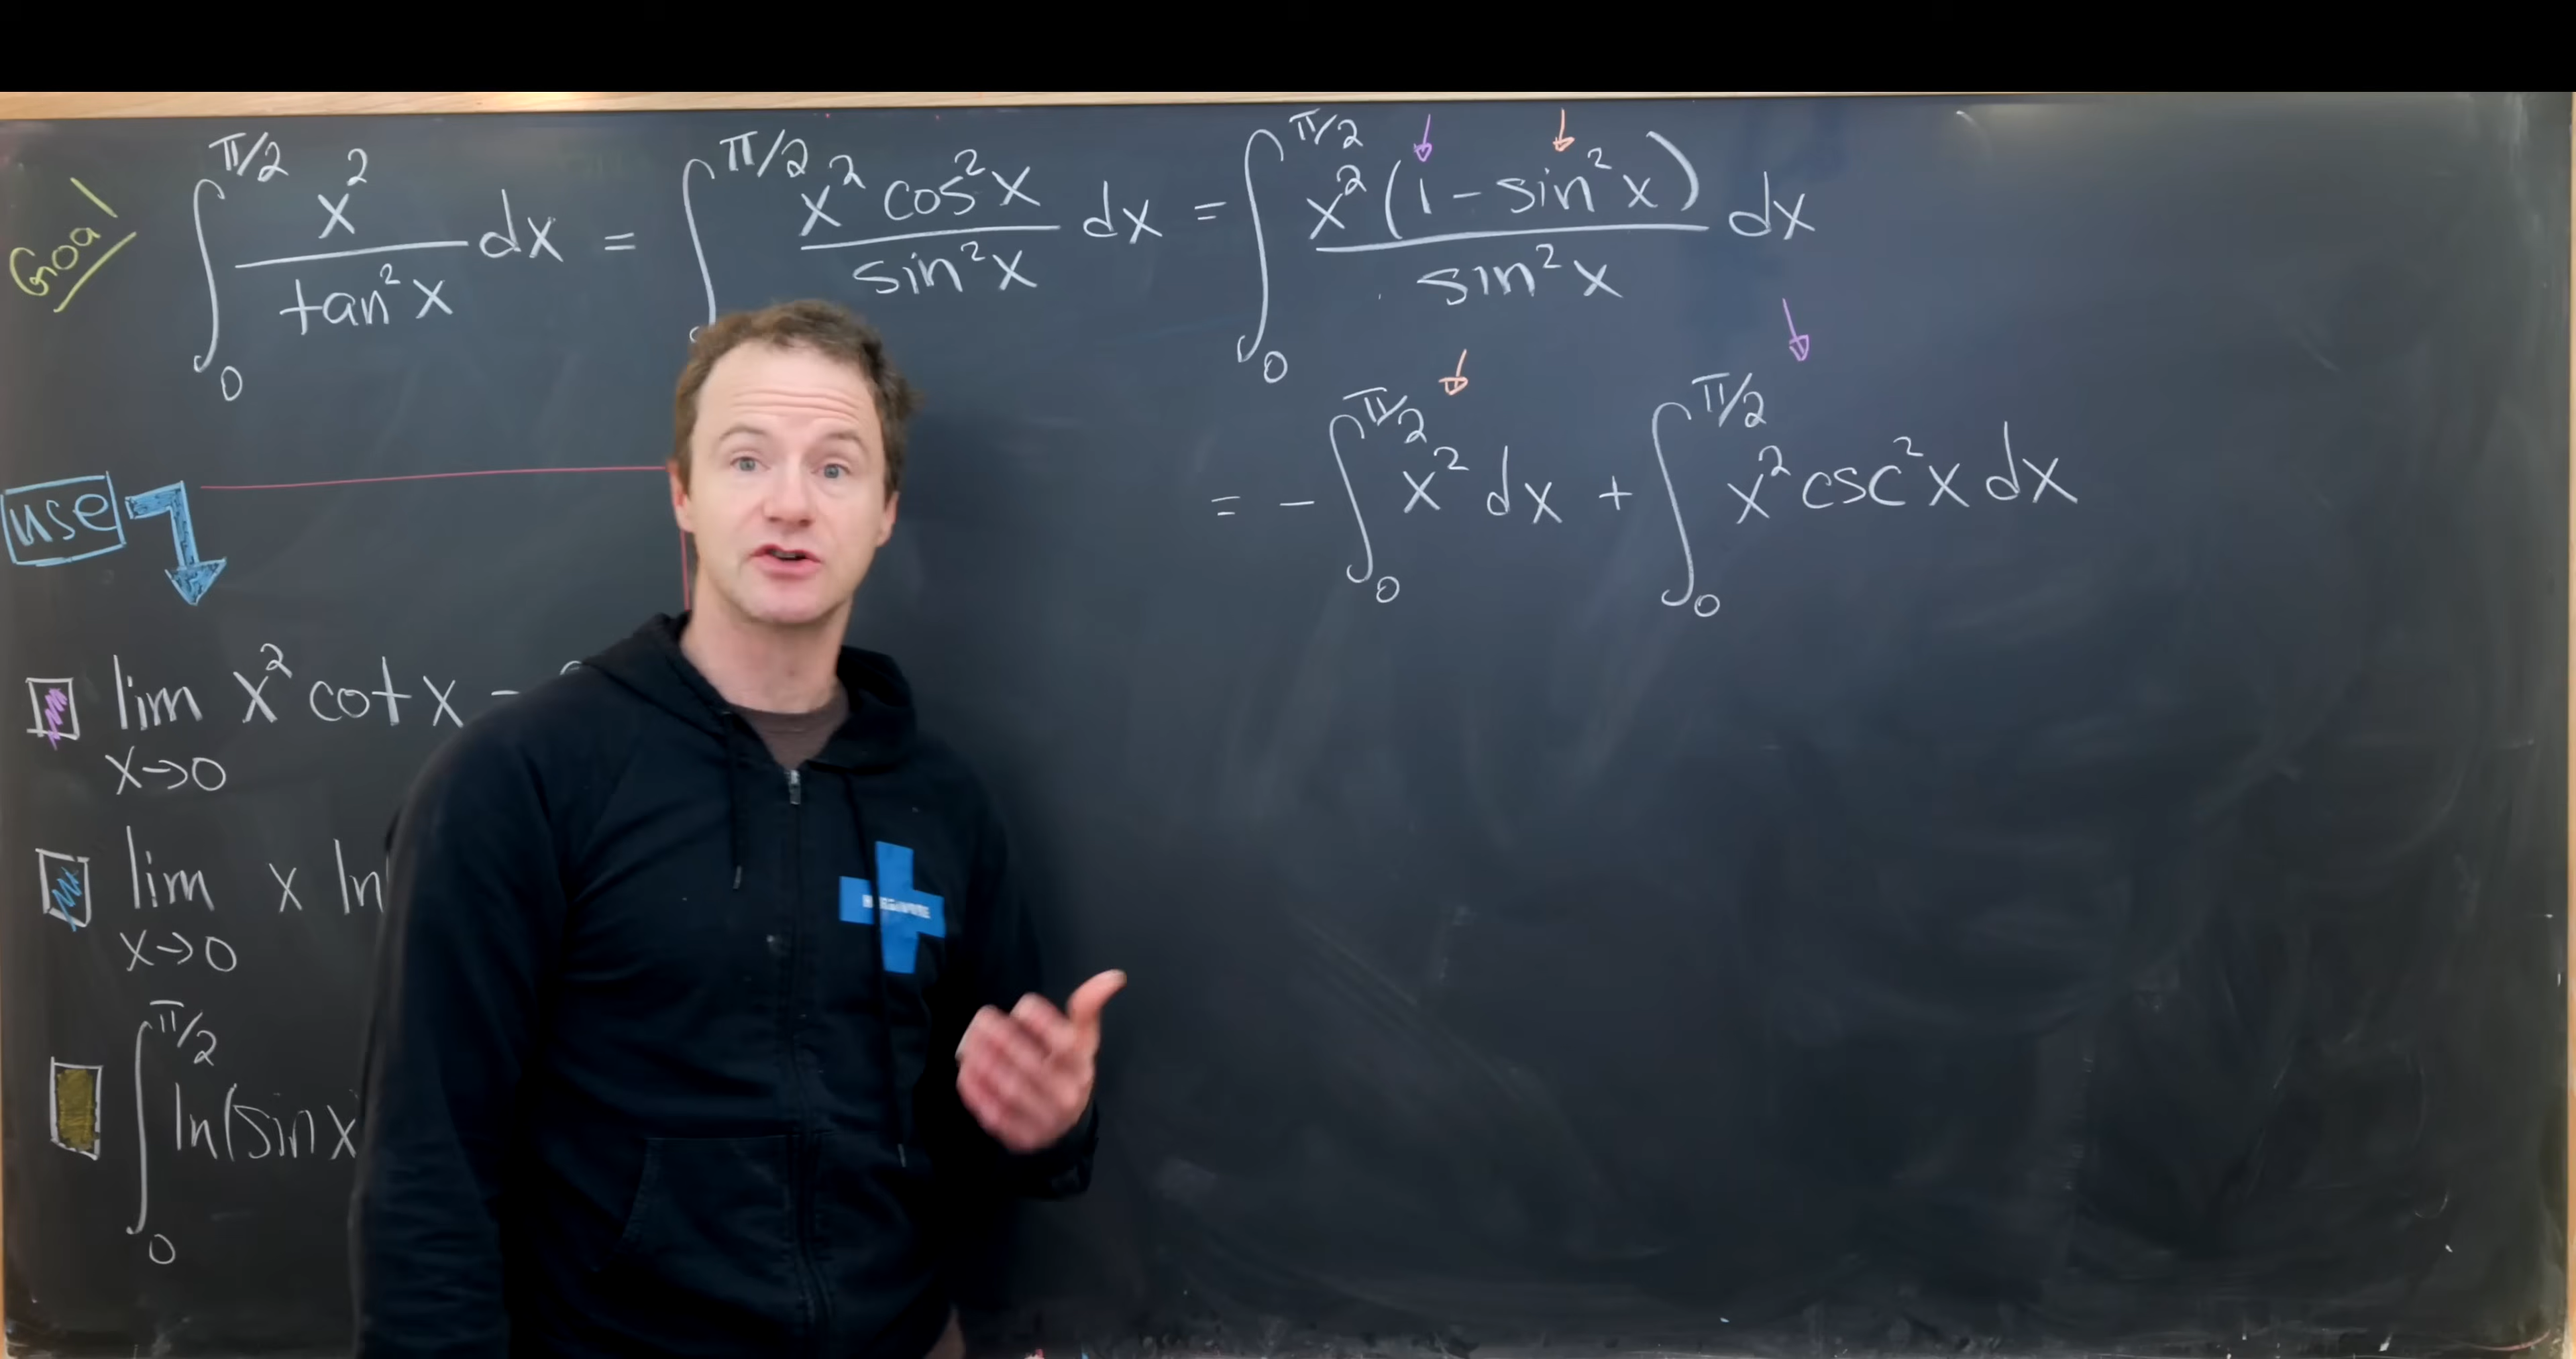 Goal ∫₀^{π/2} x²/tan²x dx = ∫₀^{π/2} x² cos²x/sin²x dx = ∫₀^{π/2} x²(1 - sin²x)/sin²x dx
= - ∫₀^{π/2} x² dx + ∫₀^{π/2} x² csc²x dx
use
lim x→0 x² cot x
lim x→0 x ln
∫₀^{π/2} ln(sin x